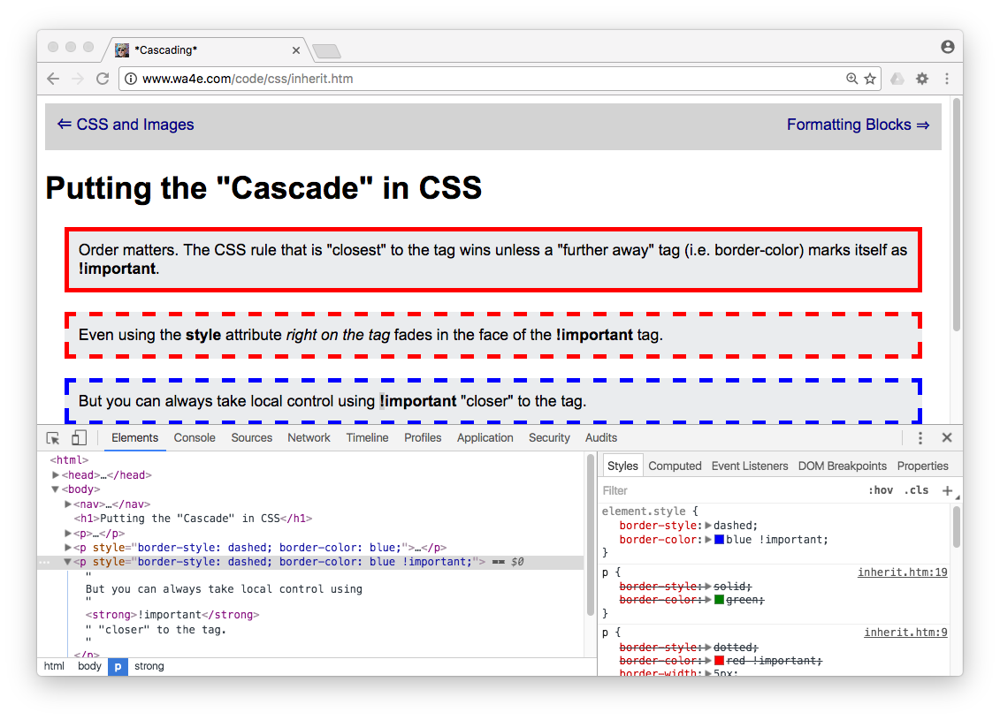 *Cascading*
www.wa4e.com/code/css/inherit.htm
⇐ CSS and Images Formatting Blocks ⇒
Putting the "Cascade" in CSS
Order matters. The CSS rule that is "closest" to the tag wins unless a "further away" tag (i.e. border-color) marks itself as
!important.
Even using the style attribute right on the tag fades in the face of the !important tag.
But you can always take local control using !important "closer" to the tag.
Elements Console Sources Network Timeline Profiles Application Security Audits
<html>
▶<head>…</head>
▼<body>
▶<nav>…</nav>
<h1>Putting the "Cascade" in CSS</h1>
▶<p>…</p>
▶<p style="border-style: dashed; border-color: blue;">…</p>
… ▼<p style="border-style: dashed; border-color: blue !important;"> == $0
"
But you can always take local control using
"
<strong>!important</strong>
" "closer" to the tag.
"
</p>
html body p strong
Styles Computed Event Listeners DOM Breakpoints Properties
Filter :hov .cls +
element.style {
border-style:▶dashed;
border-color:▶blue !important;
}
p { inherit.htm:19
border-style:▶solid;
border-color:▶green;
}
p { inherit.htm:9
border-style:▶dotted;
border-color:▶red !important;
border-width:▶5px;